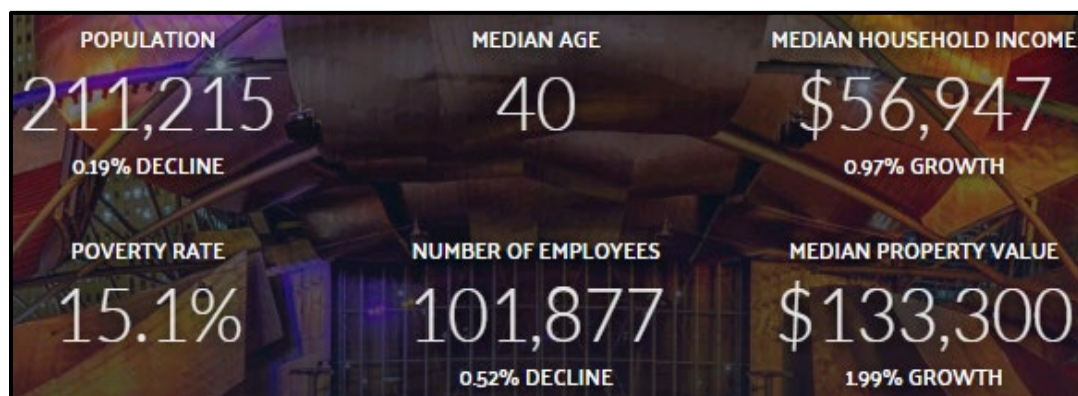 POPULATION
211,215
0.19% DECLINE
MEDIAN AGE
40
MEDIAN HOUSEHOLD INCOME
$56,947
0.97% GROWTH
POVERTY RATE
15.1%
NUMBER OF EMPLOYEES
101,877
0.52% DECLINE
MEDIAN PROPERTY VALUE
$133,300
1.99% GROWTH